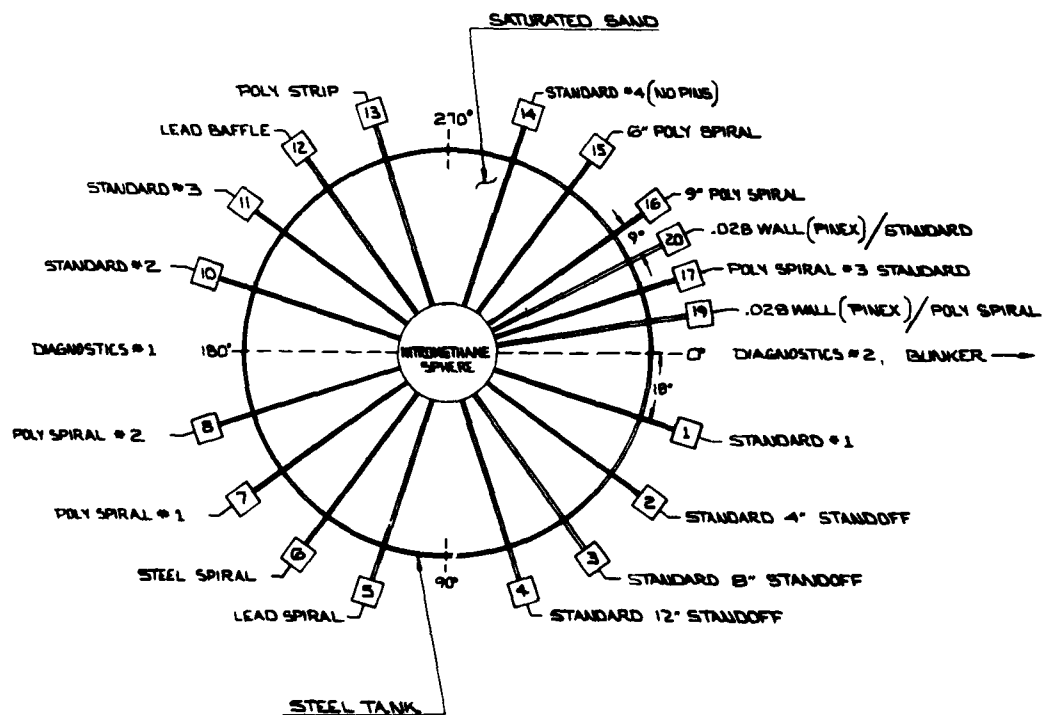 SATURATED SAND
POLY STRIP
13
270°
14
STANDARD #4 (NO PINS)
LEAD BAFFLE
12
15
6" POLY SPIRAL
STANDARD #3
11
16
9" POLY SPIRAL
9°
20
.028 WALL (PINEX)/STANDARD
STANDARD #2
10
17
POLY SPIRAL #3 STANDARD
19
.028 WALL (PINEX)/POLY SPIRAL
DIAGNOSTICS #1
180°
NITROMETHANE
SPHERE
0°
DIAGNOSTICS #2, BUNKER
18°
POLY SPIRAL #2
8
1
STANDARD #1
POLY SPIRAL #1
7
2
STANDARD 4" STANDOFF
STEEL SPIRAL
6
3
STANDARD 8" STANDOFF
90°
LEAD SPIRAL
5
4
STANDARD 12" STANDOFF
STEEL TANK